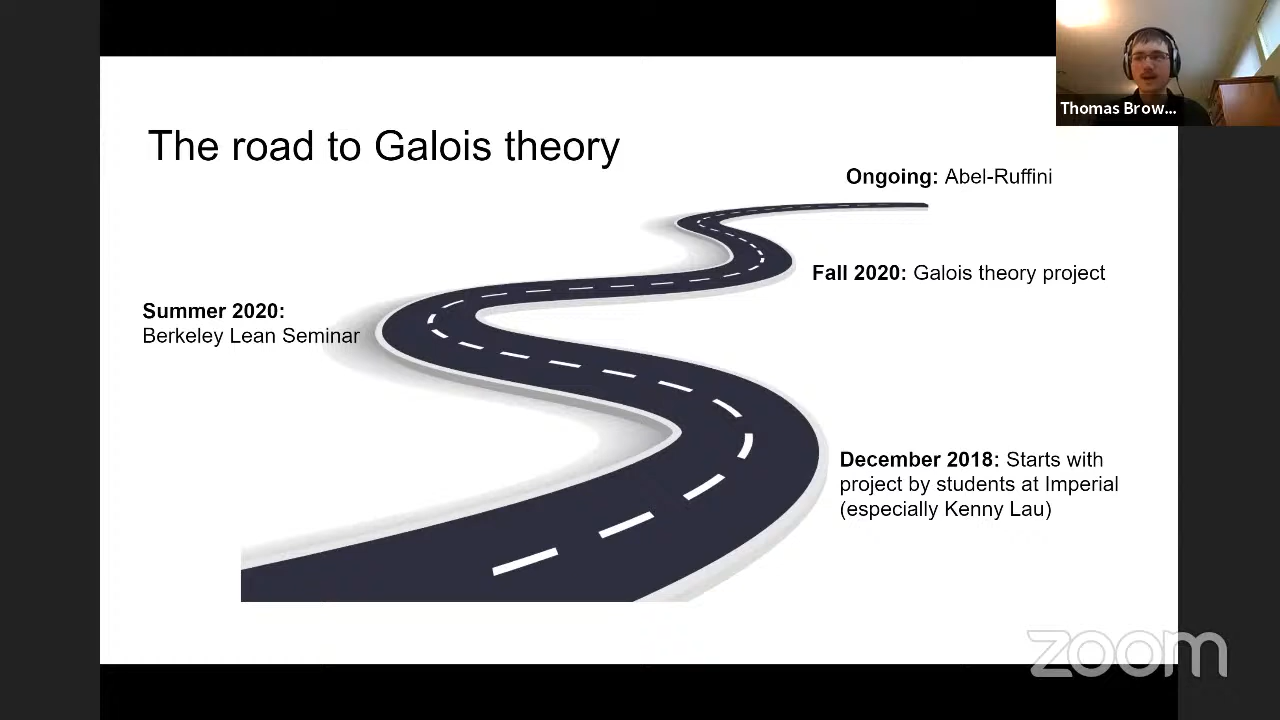 Thomas Brow...
The road to Galois theory
Ongoing: Abel-Ruffini
Fall 2020: Galois theory project
Summer 2020:
Berkeley Lean Seminar
December 2018: Starts with
project by students at Imperial
(especially Kenny Lau)
zoom